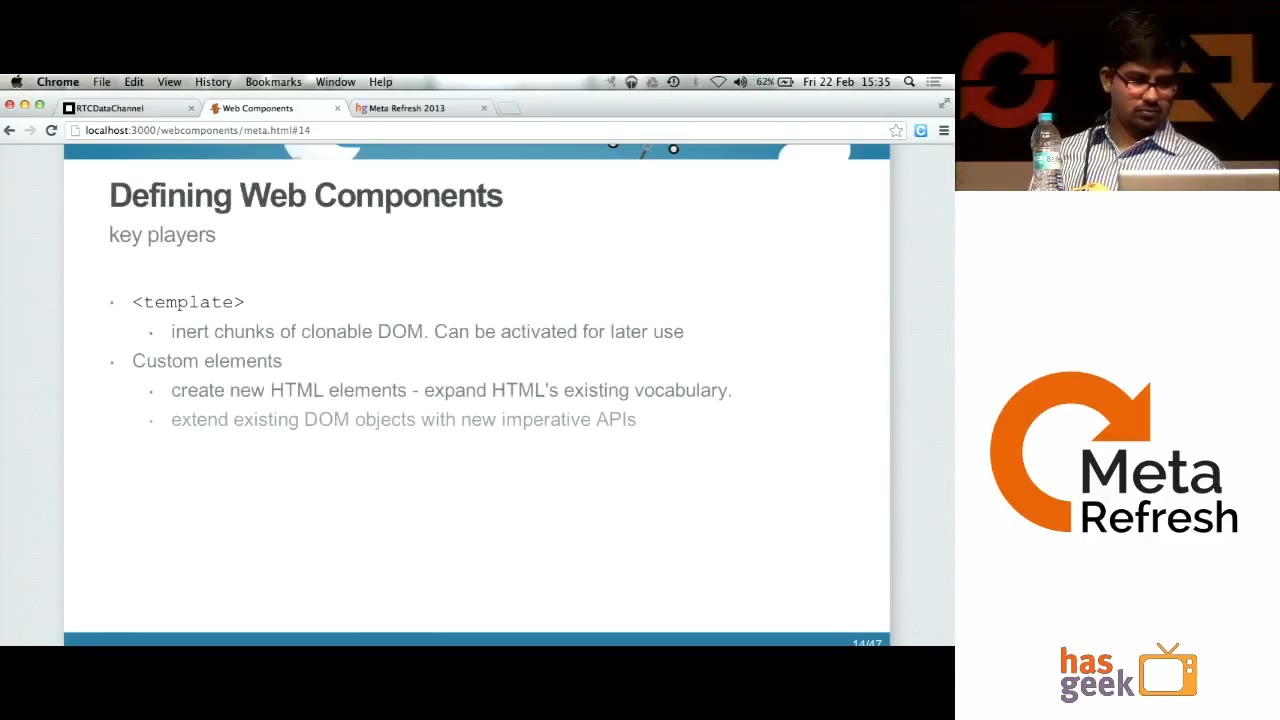 Chrome File Edit View History Bookmarks Window Help 62% Fri 22 Feb 15:35
RTCDataChannel × Web Components × hg Meta Refresh 2013 ×
localhost:3000/webcomponents/meta.html#14
Defining Web Components
key players
<template>
inert chunks of clonable DOM. Can be activated for later use
Custom elements
create new HTML elements - expand HTML's existing vocabulary.
extend existing DOM objects with new imperative APIs
14/47
Meta
Refresh
has
geek